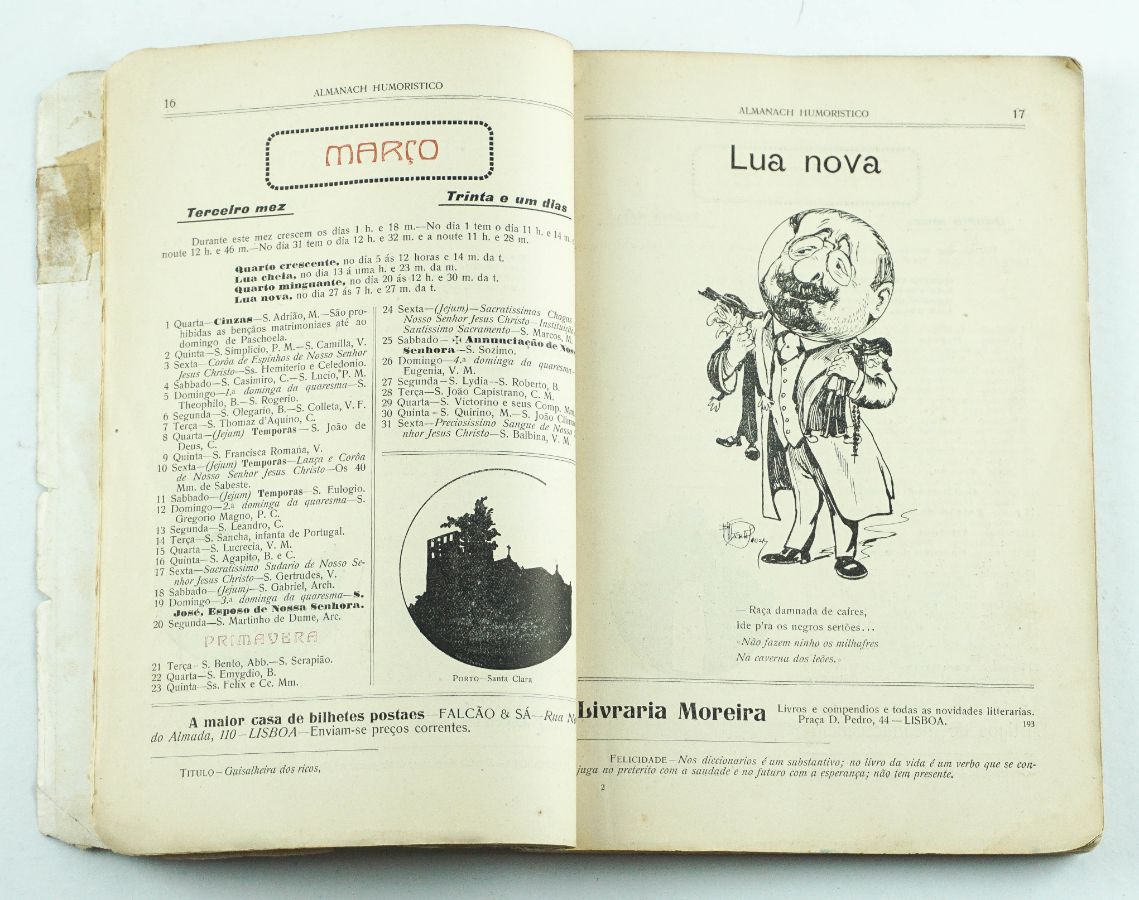 16
ALMANACH HUMORISTICO
MARÇO
Terceiro mez
Trinta e um dias
Durante este mez crescem os dias 1 h. e 18 m.—No dia 1 tem o dia 11 h. e 14 m. e
noute 12 h. e 46 m.—No dia 31 tem o dia 12 h. e 32 m. e a noute 11 h. e 28 m.
Quarto crescente, no dia 5 ás 12 horas e 14 m. da t.
Lua cheia, no dia 13 á uma h. e 23 m. da m.
Quarto minguante, no dia 20 ás 12 h. e 30 m. da t.
Lua nova, no dia 27 ás 7 h. e 27 m. da t.
1 Quarta—Cinzas—S. Adrião, M.—São pro-
hibidas as bençãos matrimoniaes até ao
domingo de Paschoela.
2 Quinta—S. Simplicio, P. M.—S. Camilla, V.
3 Sexta—Corôa de Espinhos de Nosso Senhor
Jesus Christo—Ss. Hemiterio e Celedonio.
4 Sabbado—S. Casimiro, C.—S. Lucio, P. M.
5 Domingo—1.ª dominga da quaresma—S.
Theophilo, B.—S. Rogerio.
6 Segunda—S. Olegario, B.—S. Colleta, V. F.
7 Terça—S. Thomaz d'Aquino, C.
8 Quarta—(Jejum) Temporas—S. João de
Deus, C.
9 Quinta—S. Francisca Romana, V.
10 Sexta—(Jejum) Temporas—Lança e Corôa
de Nosso Senhor Jesus Christo—Os 40
Mm. de Sabeste.
11 Sabbado—(Jejum) Temporas—S. Eulogio.
12 Domingo—2.ª dominga da quaresma—S.
Gregorio Magno, P. C.
13 Segunda—S. Leandro, C.
14 Terça—S. Sancha, infanta de Portugal.
15 Quarta—S. Lucrecia, V. M.
16 Quinta—S. Agapito, B. e C.
17 Sexta—Sacratissimo Sudario de Nosso Se-
nhor Jesus Christo—S. Gertrudes, V.
18 Sabbado—(Jejum)—S. Gabriel, Arch.
19 Domingo—3.ª dominga da quaresma—S.
José, Esposo de Nossa Senhora.
20 Segunda—S. Martinho de Dume, Arc.
PRIMAVERA
21 Terça—S. Bento, Abb.—S. Serapião.
22 Quarta—S. Emygdio, B.
23 Quinta—Ss. Felix e Cc. Mm.
24 Sexta—(Jejum)—Sacratissimas Chagas
Nosso Senhor Jesus Christo—Instituição
Santissimo Sacramento—S. Marcos, M.
25 Sabbado—✠ Annunciação de Nos
Senhora—S. Sozimo.
26 Domingo—4.ª dominga da quaresma—
Eugenia, V. M.
27 Segunda—S. Lydia—S. Roberto, B.
28 Terça—S. João Capistrano, C. M.
29 Quarta—S. Victorino e seus Comp. Mm.
30 Quinta—S. Quirino, M.—S. João
31 Sexta—Preciosissimo Sangue de Nosso
nhor Jesus Christo—S. Balbina, V. M.
PORTO—Santa Clara
A maior casa de bilhetes postaes—FALCÃO & SÁ—Rua
do Almada, 110—LISBOA—Enviam-se preços correntes.
TITULO—Guisalheira dos ricos,
ALMANACH HUMORISTICO
17
Lua nova
— Raça damnada de cafres,
Ide p'ra os negros sertões...
«Não fazem ninho os milhafres
Na caverna dos leões.»
Livraria Moreira
Livros e compendios e todas as novidades litterarias.
Praça D. Pedro, 44—LISBOA.
193
FELICIDADE—Nos diccionarios é um substantivo; no livro da vida é um verbo que se con-
juga no preterito com a saudade e no futuro com a esperança; não tem presente.
2